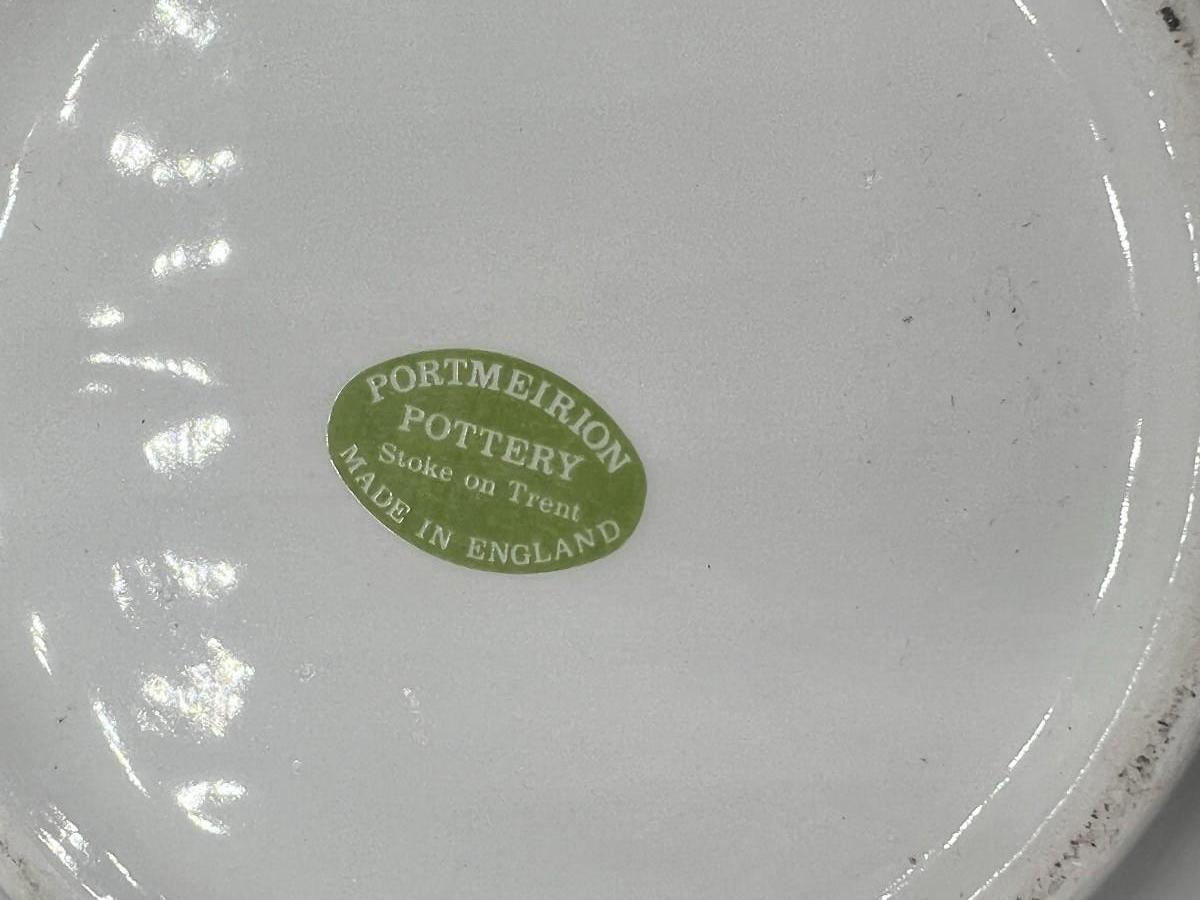 PORTMEIRION
POTTERY
Stoke on Trent
MADE IN ENGLAND